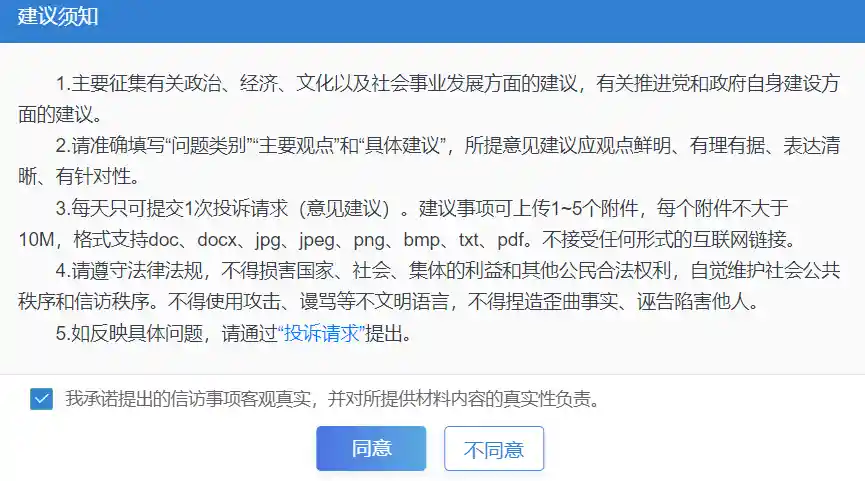 建议须知
1.主要征集有关政治、经济、文化以及社会事业发展方面的建议，有关推进党和政府自身建设方
面的建议。
2.请准确填写“问题类别”“主要观点”和“具体建议”，所提意见建议应观点鲜明、有理有据、表达清
晰、有针对性。
3.每天只可提交1次投诉请求（意见建议）。建议事项可上传1~5个附件，每个附件不大于
10M，格式支持doc、docx、jpg、jpeg、png、bmp、txt、pdf。不接受任何形式的互联网链接。
4.请遵守法律法规，不得损害国家、社会、集体的利益和其他公民合法权利，自觉维护社会公共
秩序和信访秩序。不得使用攻击、谩骂等不文明语言，不得捏造歪曲事实、诬告陷害他人。
5.如反映具体问题，请通过“投诉请求”提出。
我承诺提出的信访事项客观真实，并对所提供材料内容的真实性负责。
同意 不同意